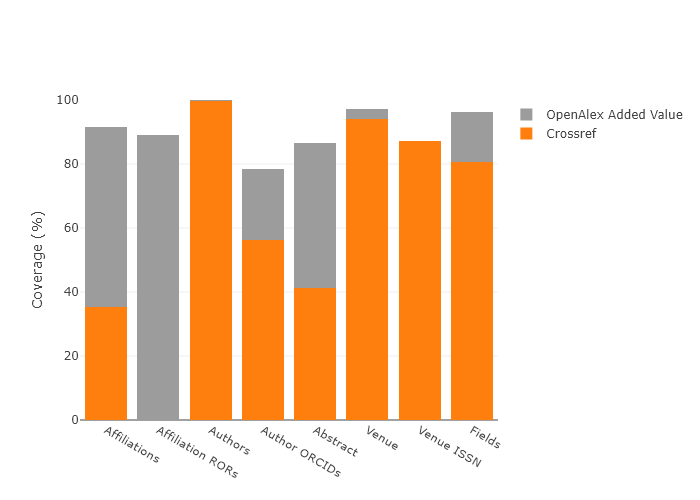 OpenAlex Added Value
Crossref
Coverage (%)
100
80
60
40
20
0
Affiliations
Affiliation RORs
Authors
Author ORCIDs
Abstract
Venue
Venue ISSN
Fields